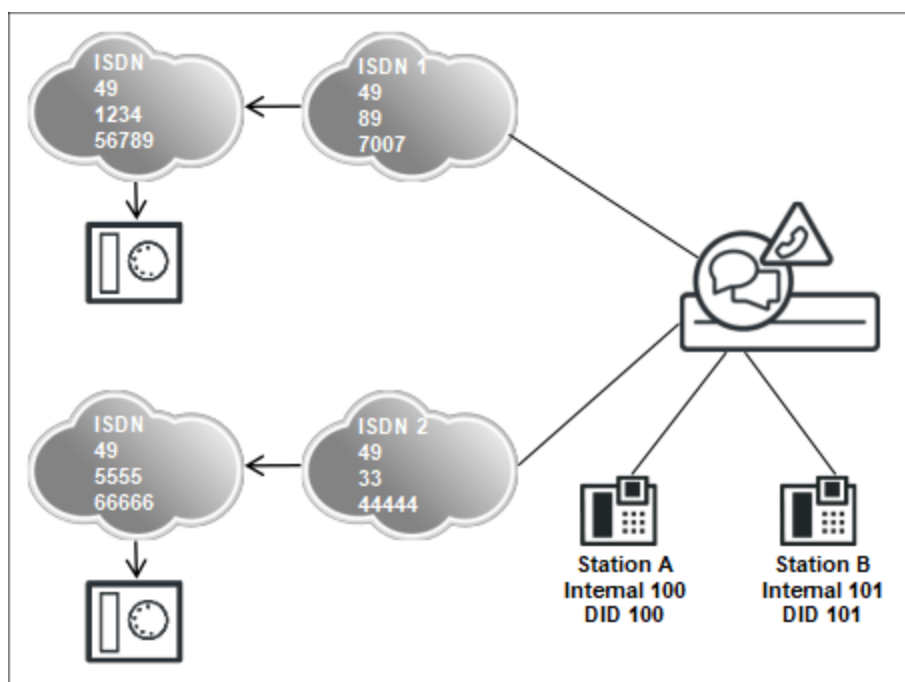 ISDN
49
1234
56789
ISDN 1
49
89
7007
ISDN
49
5555
66666
ISDN 2
49
33
44444
Station A
Internal 100
DID 100
Station B
Internal 101
DID 101